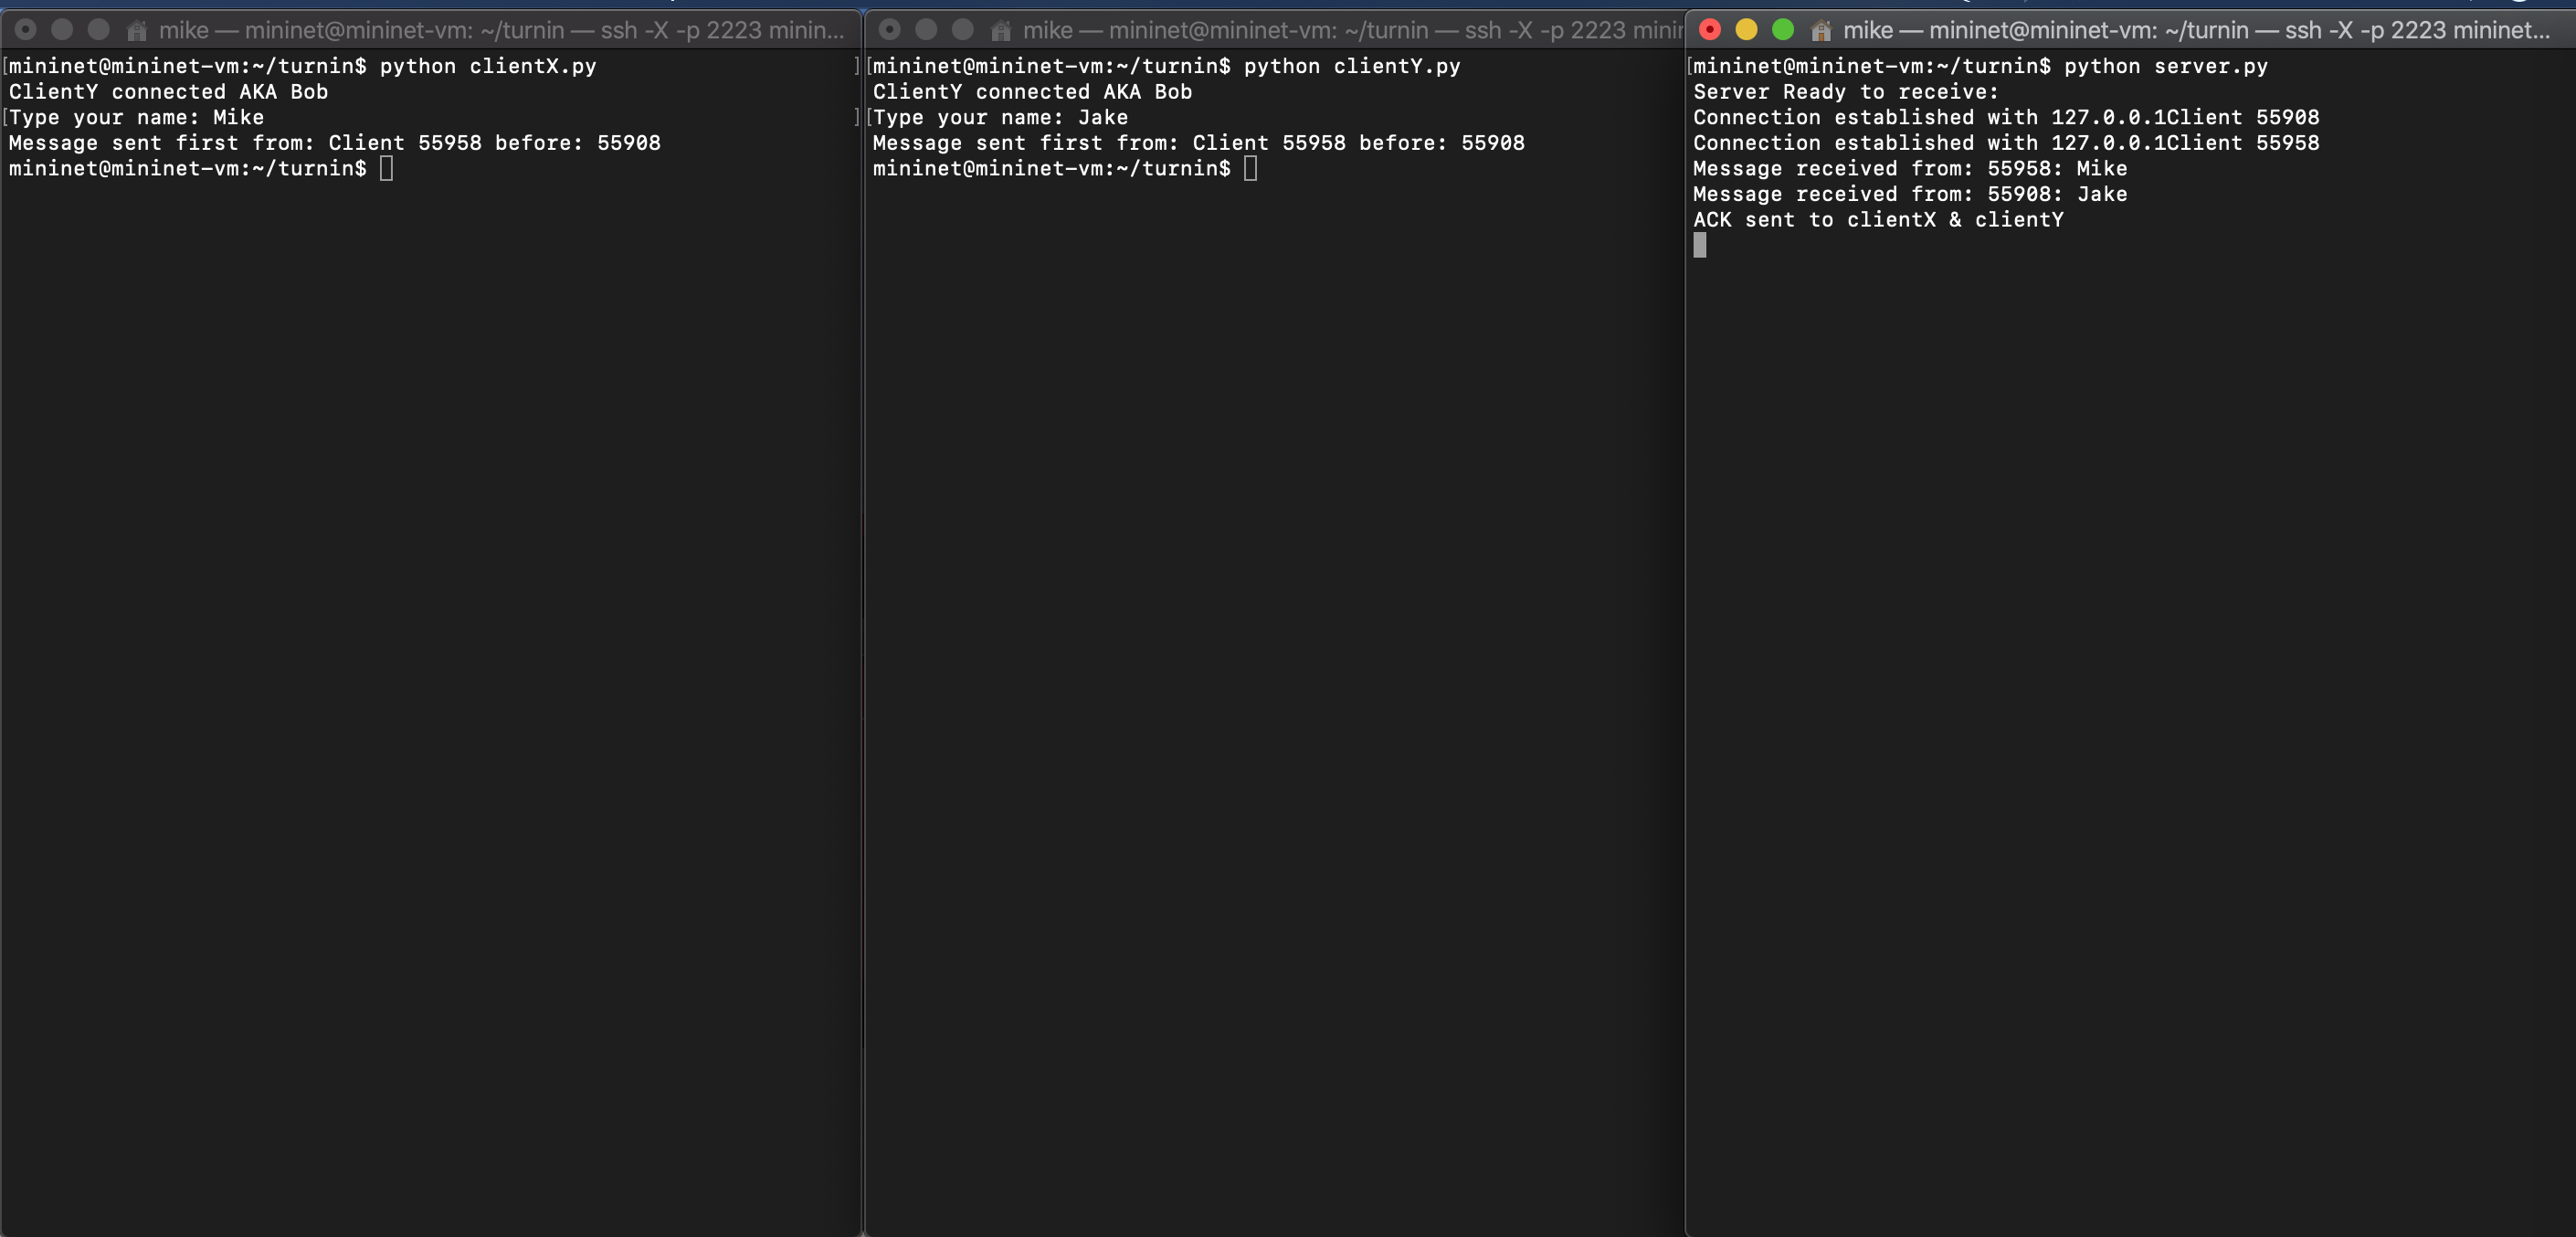 mike — mininet@mininet-vm: ~/turnin — ssh -X -p 2223 minin...
[mininet@mininet-vm:~/turnin$ python clientX.py ]
ClientY connected AKA Bob
[Type your name: Mike ]
Message sent first from: Client 55958 before: 55908
mininet@mininet-vm:~/turnin$
mike — mininet@mininet-vm: ~/turnin — ssh -X -p 2223 minin
[mininet@mininet-vm:~/turnin$ python clientY.py
ClientY connected AKA Bob
[Type your name: Jake
Message sent first from: Client 55958 before: 55908
mininet@mininet-vm:~/turnin$
mike — mininet@mininet-vm: ~/turnin — ssh -X -p 2223 mininet...
[mininet@mininet-vm:~/turnin$ python server.py
Server Ready to receive:
Connection established with 127.0.0.1Client 55908
Connection established with 127.0.0.1Client 55958
Message received from: 55958: Mike
Message received from: 55908: Jake
ACK sent to clientX & clientY